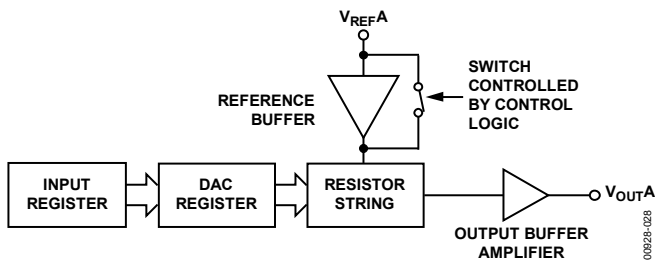 VREFA
SWITCH
CONTROLLED
BY CONTROL
LOGIC
REFERENCE
BUFFER
INPUT
REGISTER
DAC
REGISTER
RESISTOR
STRING
VOUTA
OUTPUT BUFFER
AMPLIFIER
00928-028